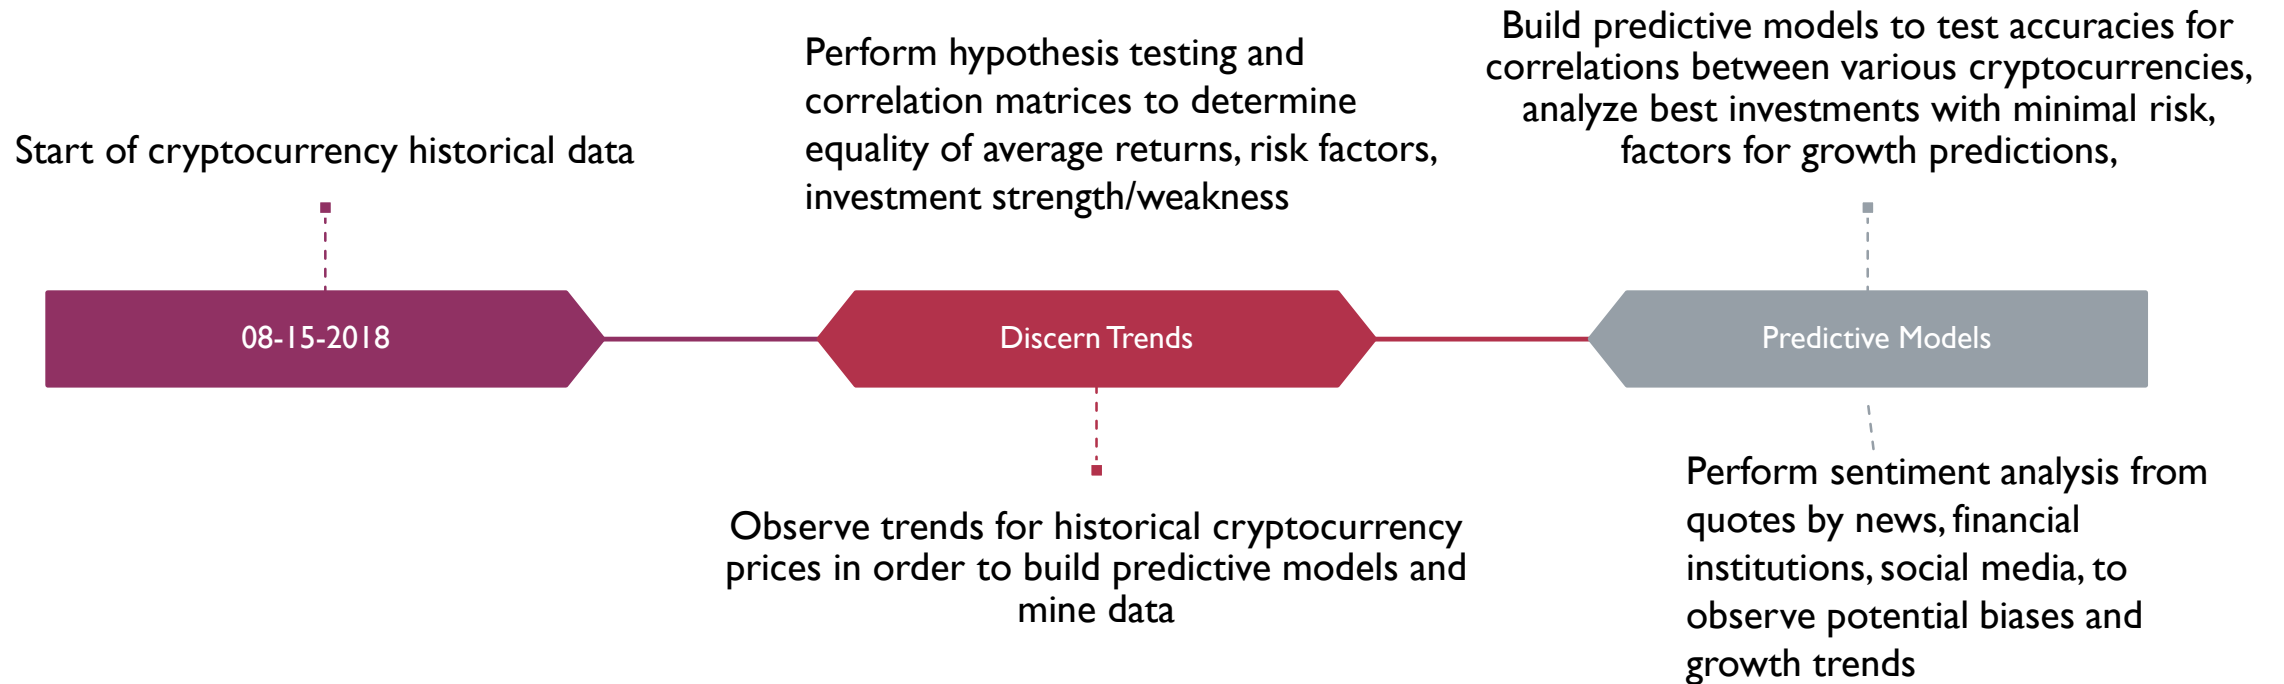 Start of cryptocurrency historical data
08-15-2018
Perform hypothesis testing and
correlation matrices to determine
equality of average returns, risk factors,
investment strength/weakness
Discern Trends
Observe trends for historical cryptocurrency
prices in order to build predictive models and
mine data
Build predictive models to test accuracies for
correlations between various cryptocurrencies,
analyze best investments with minimal risk,
factors for growth predictions,
Predictive Models
Perform sentiment analysis from
quotes by news, financial
institutions, social media, to
observe potential biases and
growth trends